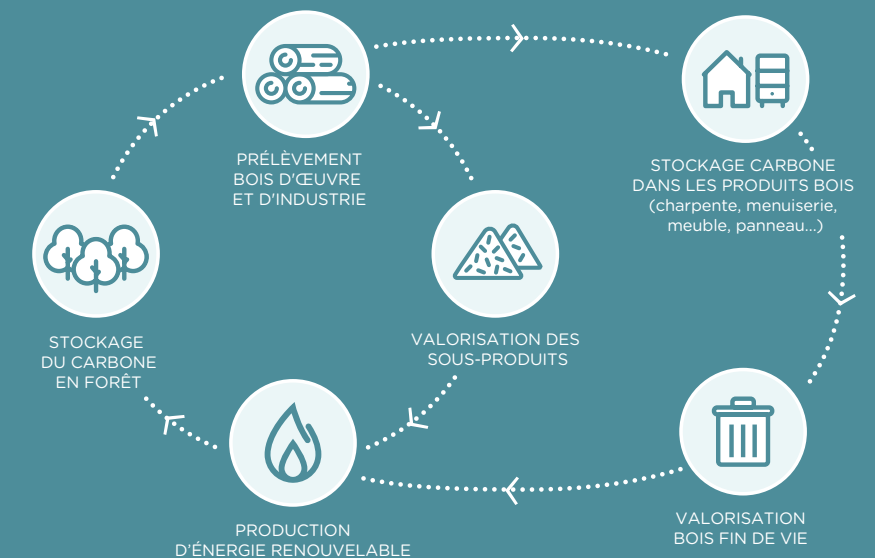 PRÉLÈVEMENT
BOIS D'ŒUVRE
ET D'INDUSTRIE
STOCKAGE CARBONE
DANS LES PRODUITS BOIS
(charpente, menuiserie,
meuble, panneau...)
STOCKAGE
DU CARBONE
EN FORÊT
VALORISATION DES
SOUS-PRODUITS
PRODUCTION
D'ÉNERGIE RENOUVELABLE
VALORISATION
BOIS FIN DE VIE